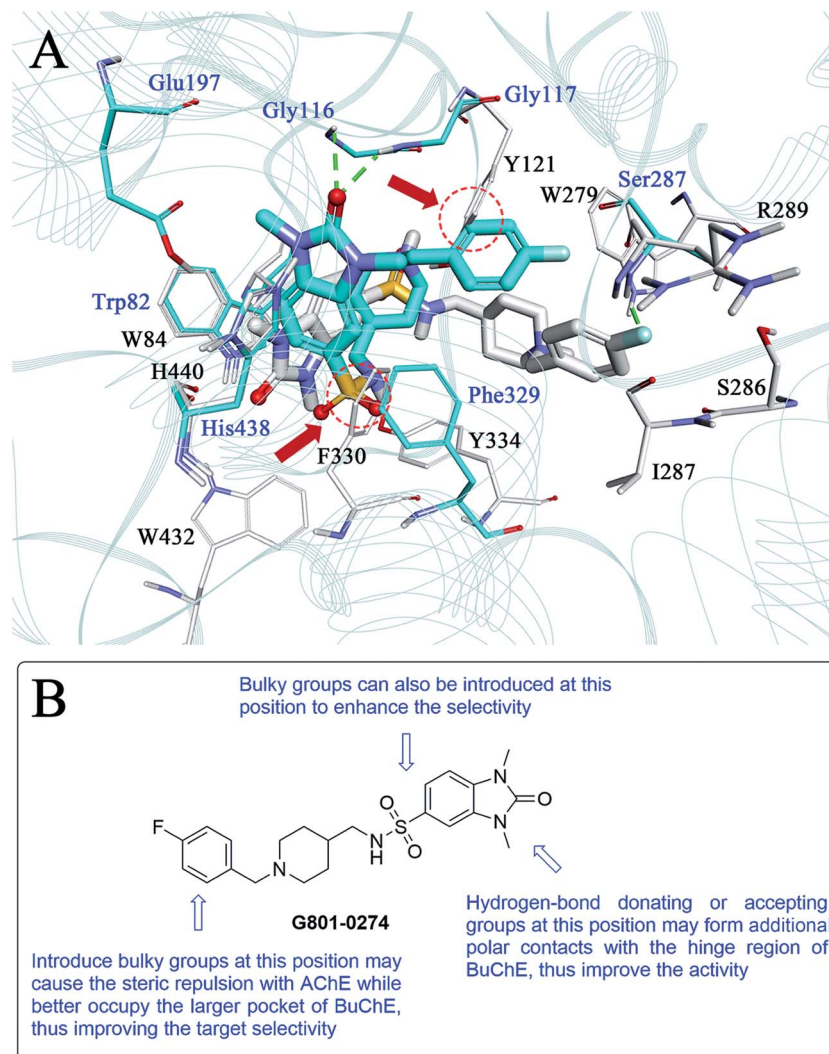 A
Glu197
Gly116
Gly117
Y121
W279
Ser287
R289
Trp82
W84
H440
His438
F330
Phe329
Y334
S286
I287
W432
B
Bulky groups can also be introduced at this
position to enhance the selectivity
F
N
N
H
O
S
O
N
O
N
G801-0274
Hydrogen-bond donating or accepting
groups at this position may form additional
polar contacts with the hinge region of
BuChE, thus improve the activity
Introduce bulky groups at this position may
cause the steric repulsion with AChE while
better occupy the larger pocket of BuChE,
thus improving the target selectivity